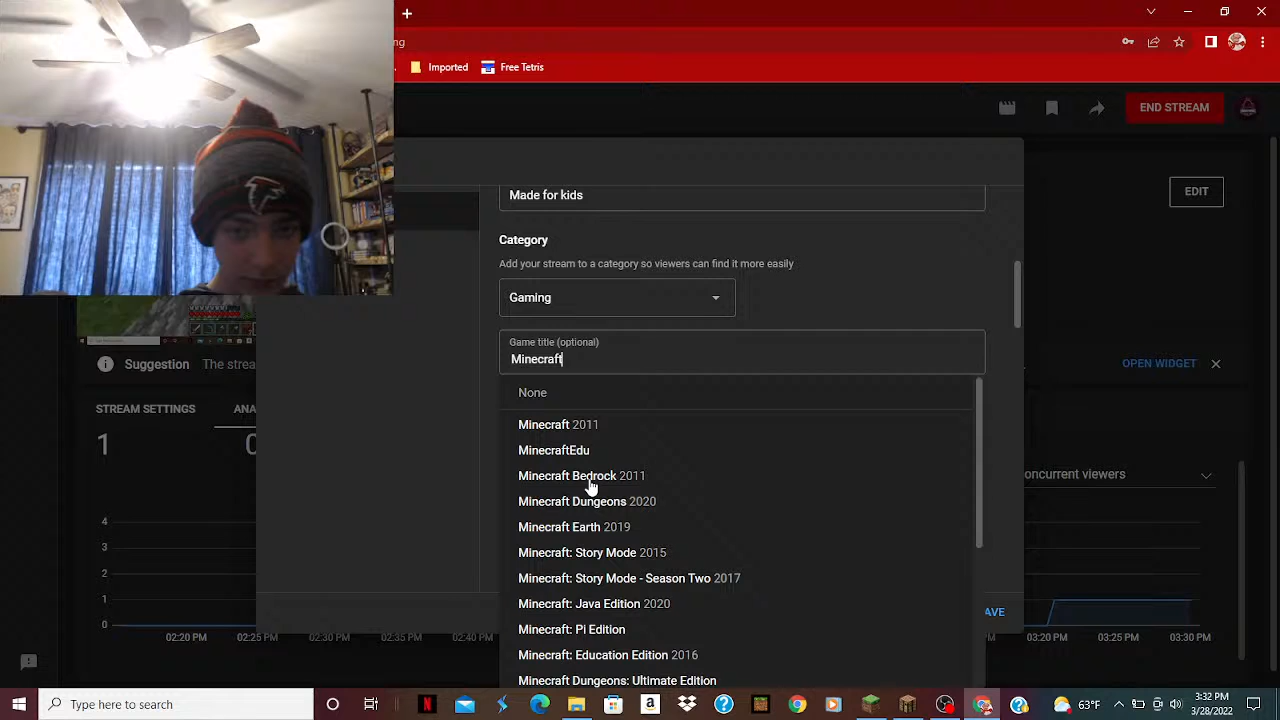 ng
Imported
Free Tetris
END STREAM
Made for kids
EDIT
Category
Add your stream to a category so viewers can find it more easily
Gaming
Game title (optional)
Minecraft
Suggestion The stream
OPEN WIDGET
None
STREAM SETTINGS
ANA
Minecraft 2011
1
0
MinecraftEdu
Minecraft Bedrock 2011
oncurrent viewers
Minecraft Dungeons 2020
4
Minecraft Earth 2019
3
Minecraft: Story Mode 2015
2
Minecraft: Story Mode - Season Two 2017
1
Minecraft: Java Edition 2020
AVE
0
Minecraft: Pi Edition
02:20 PM 02:25 PM 02:30 PM 02:35 PM 02:40 PM
03:20 PM 03:25 PM 03:30 PM
Minecraft: Education Edition 2016
Minecraft Dungeons: Ultimate Edition
Type here to search
63°F
3:32 PM
3/28/2022